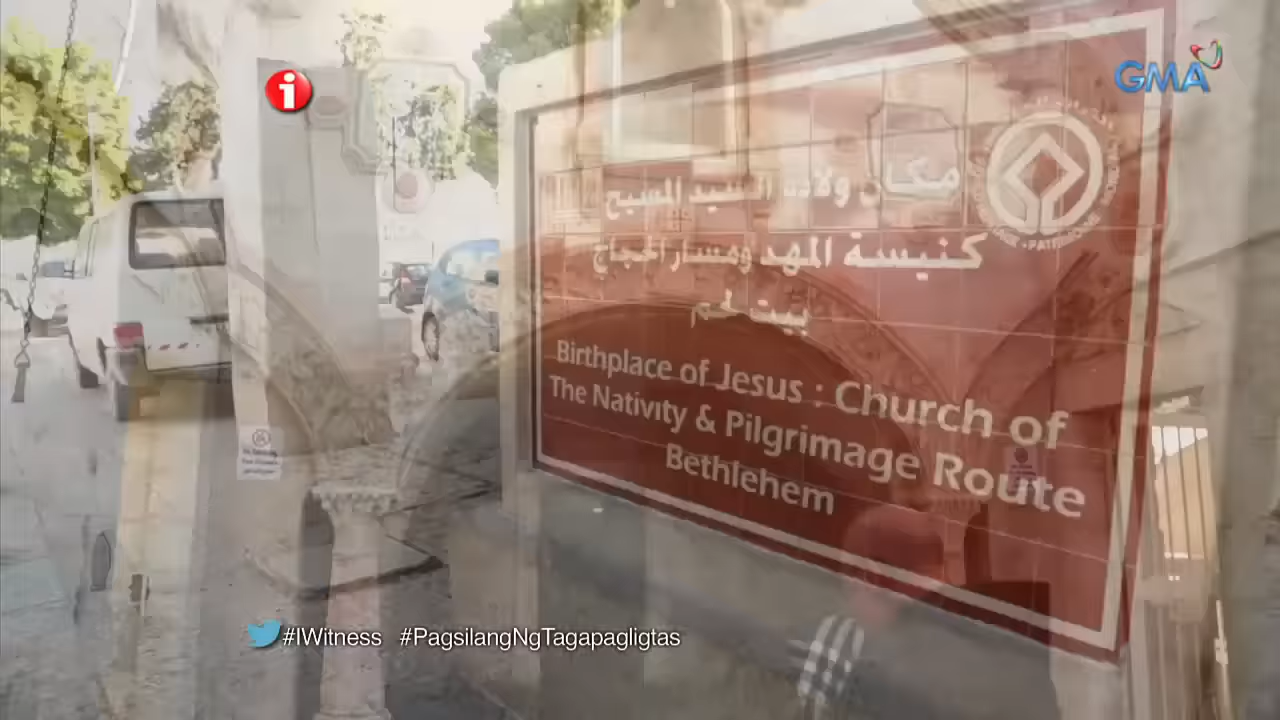 GMA
مكان ولادة السيد المسيح
كنيسة المهد ومسار الحجاج
بيت لحم
Birthplace of Jesus : Church of
The Nativity & Pilgrimage Route
Bethlehem
#IWitness #PagsilangNgTagapagligtas